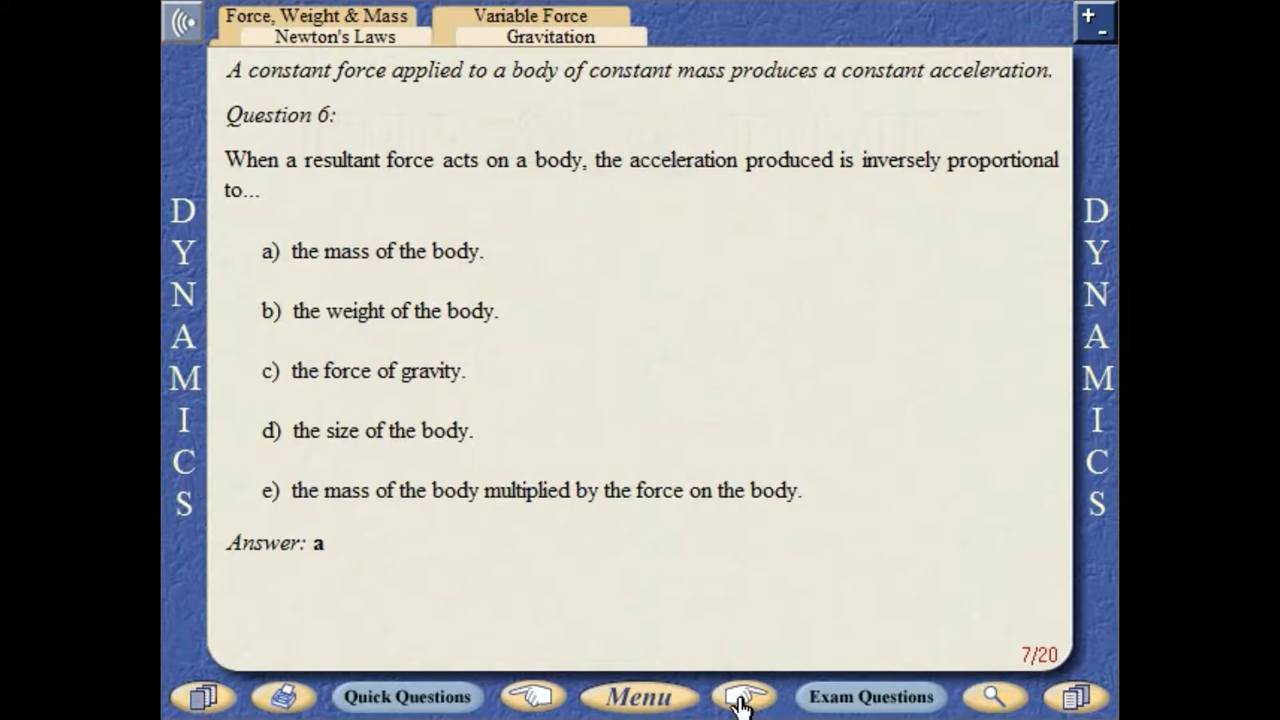 Force, Weight & Mass
Variable Force
Newton's Laws
Gravitation
+
-
A constant force applied to a body of constant mass produces a constant acceleration.
Question 6:
When a resultant force acts on a body, the acceleration produced is inversely proportional
to...
a) the mass of the body.
b) the weight of the body.
c) the force of gravity.
d) the size of the body.
e) the mass of the body multiplied by the force on the body.
Answer: a
7/20
DYNAMICS
DYNAMICS
Quick Questions
Menu
Exam Questions